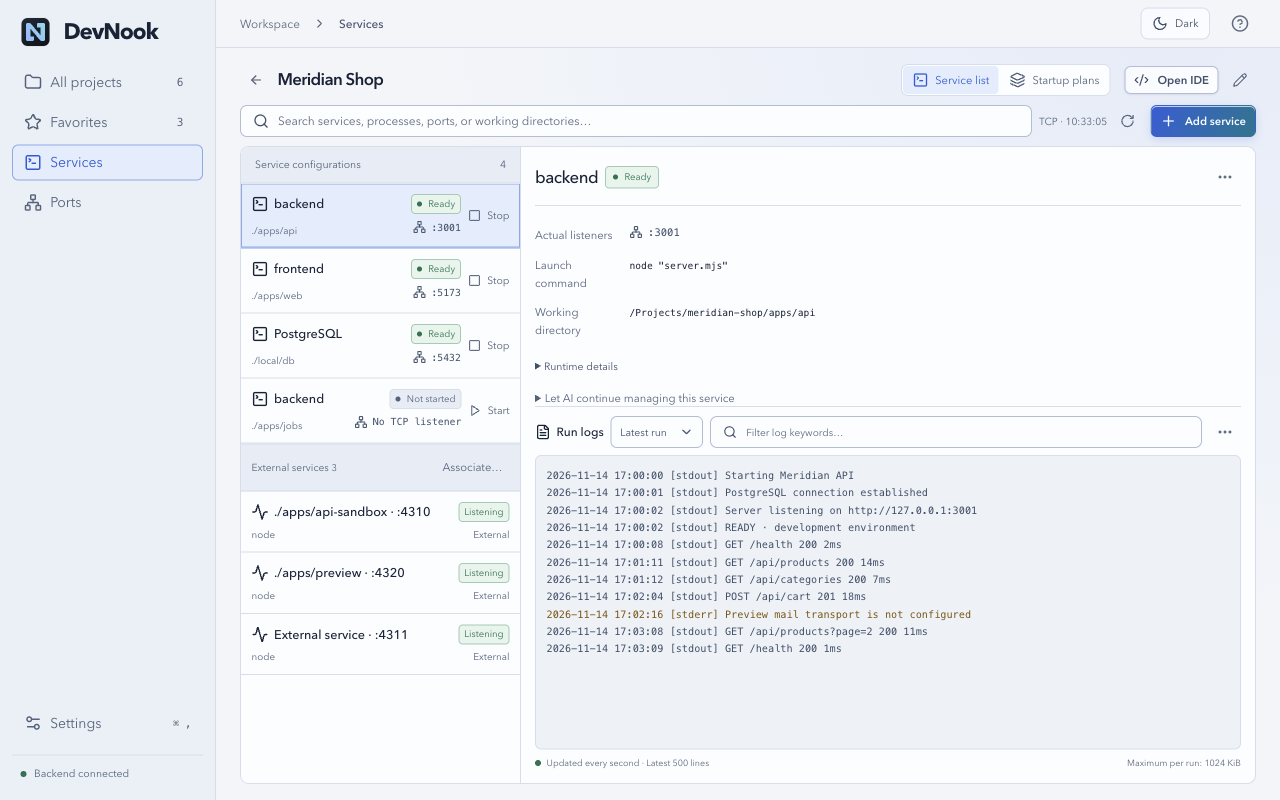 DevNook
All projects 6
Favorites 3
Services
Ports
Settings ⌘ ,
Backend connected
Workspace > Services
Dark
Meridian Shop
Service list
Startup plans
Open IDE
Search services, processes, ports, or working directories…
TCP · 10:33:05
Add service
Service configurations 4
backend Ready Stop
./apps/api :3001
frontend Ready Stop
./apps/web :5173
PostgreSQL Ready Stop
./local/db :5432
backend Not started Start
./apps/jobs No TCP listener
External services 3 Associate…
./apps/api-sandbox · :4310 Listening
node External
./apps/preview · :4320 Listening
node External
External service · :4311 Listening
node External
backend Ready
Actual listeners :3001
Launch command node "server.mjs"
Working directory /Projects/meridian-shop/apps/api
Runtime details
Let AI continue managing this service
Run logs Latest run Filter log keywords…
2026-11-14 17:00:00 [stdout] Starting Meridian API
2026-11-14 17:00:01 [stdout] PostgreSQL connection established
2026-11-14 17:00:02 [stdout] Server listening on http://127.0.0.1:3001
2026-11-14 17:00:02 [stdout] READY · development environment
2026-11-14 17:00:08 [stdout] GET /health 200 2ms
2026-11-14 17:01:11 [stdout] GET /api/products 200 14ms
2026-11-14 17:01:12 [stdout] GET /api/categories 200 7ms
2026-11-14 17:02:04 [stdout] POST /api/cart 201 18ms
2026-11-14 17:02:16 [stderr] Preview mail transport is not configured
2026-11-14 17:03:08 [stdout] GET /api/products?page=2 200 11ms
2026-11-14 17:03:09 [stdout] GET /health 200 1ms
Updated every second · Latest 500 lines
Maximum per run: 1024 KiB